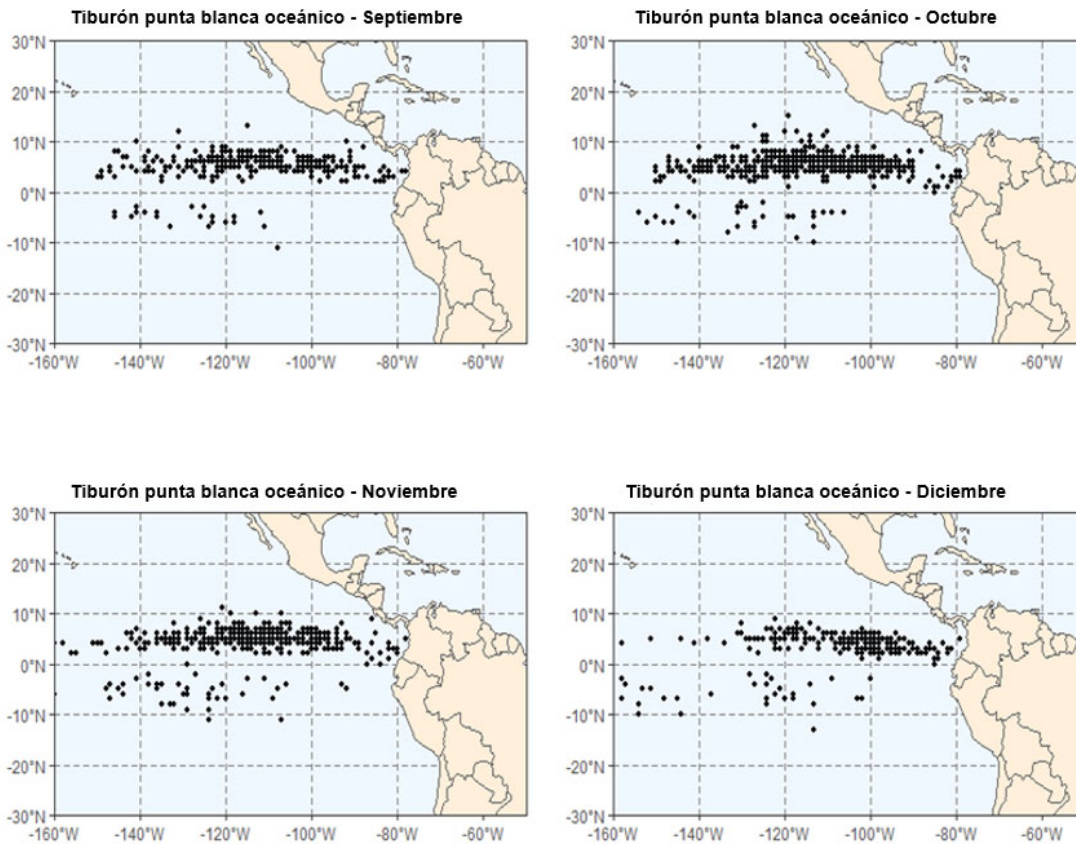 Tiburón punta blanca oceánico - Septiembre
30°N
20°N
10°N
0°N
-10°N
-20°N
-30°N
-160°W -140°W -120°W -100°W -80°W -60°W
Tiburón punta blanca oceánico - Octubre
30°N
20°N
10°N
0°N
-10°N
-20°N
-30°N
-160°W -140°W -120°W -100°W -80°W -60°W
Tiburón punta blanca oceánico - Noviembre
30°N
20°N
10°N
0°N
-10°N
-20°N
-30°N
-160°W -140°W -120°W -100°W -80°W -60°W
Tiburón punta blanca oceánico - Diciembre
30°N
20°N
10°N
0°N
-10°N
-20°N
-30°N
-160°W -140°W -120°W -100°W -80°W -60°W